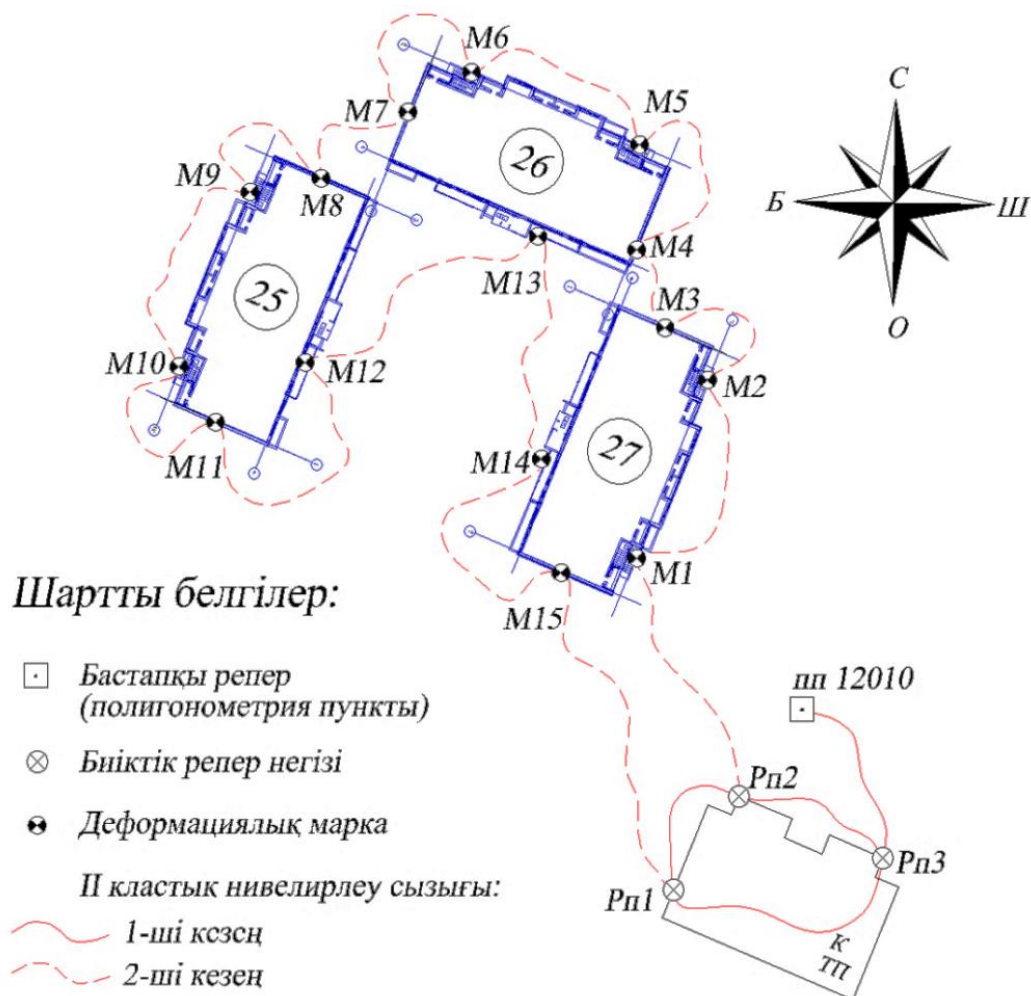 М6
С
М7
М5
26
М9
М8
Б
Ш
М4
М13
М3
25
О
М10
М12
М2
27
М11
М14
М1
М15
Шартты белгілер:
Бастапқы репер
(полигонометрия пункты)
пп 12010
Биіктік репер негізі
Рп2
Деформациялық марка
Рп3
II кластық нивелирлеу сызығы:
Рп1
1-ші кезең
К
ТП
2-ші кезең